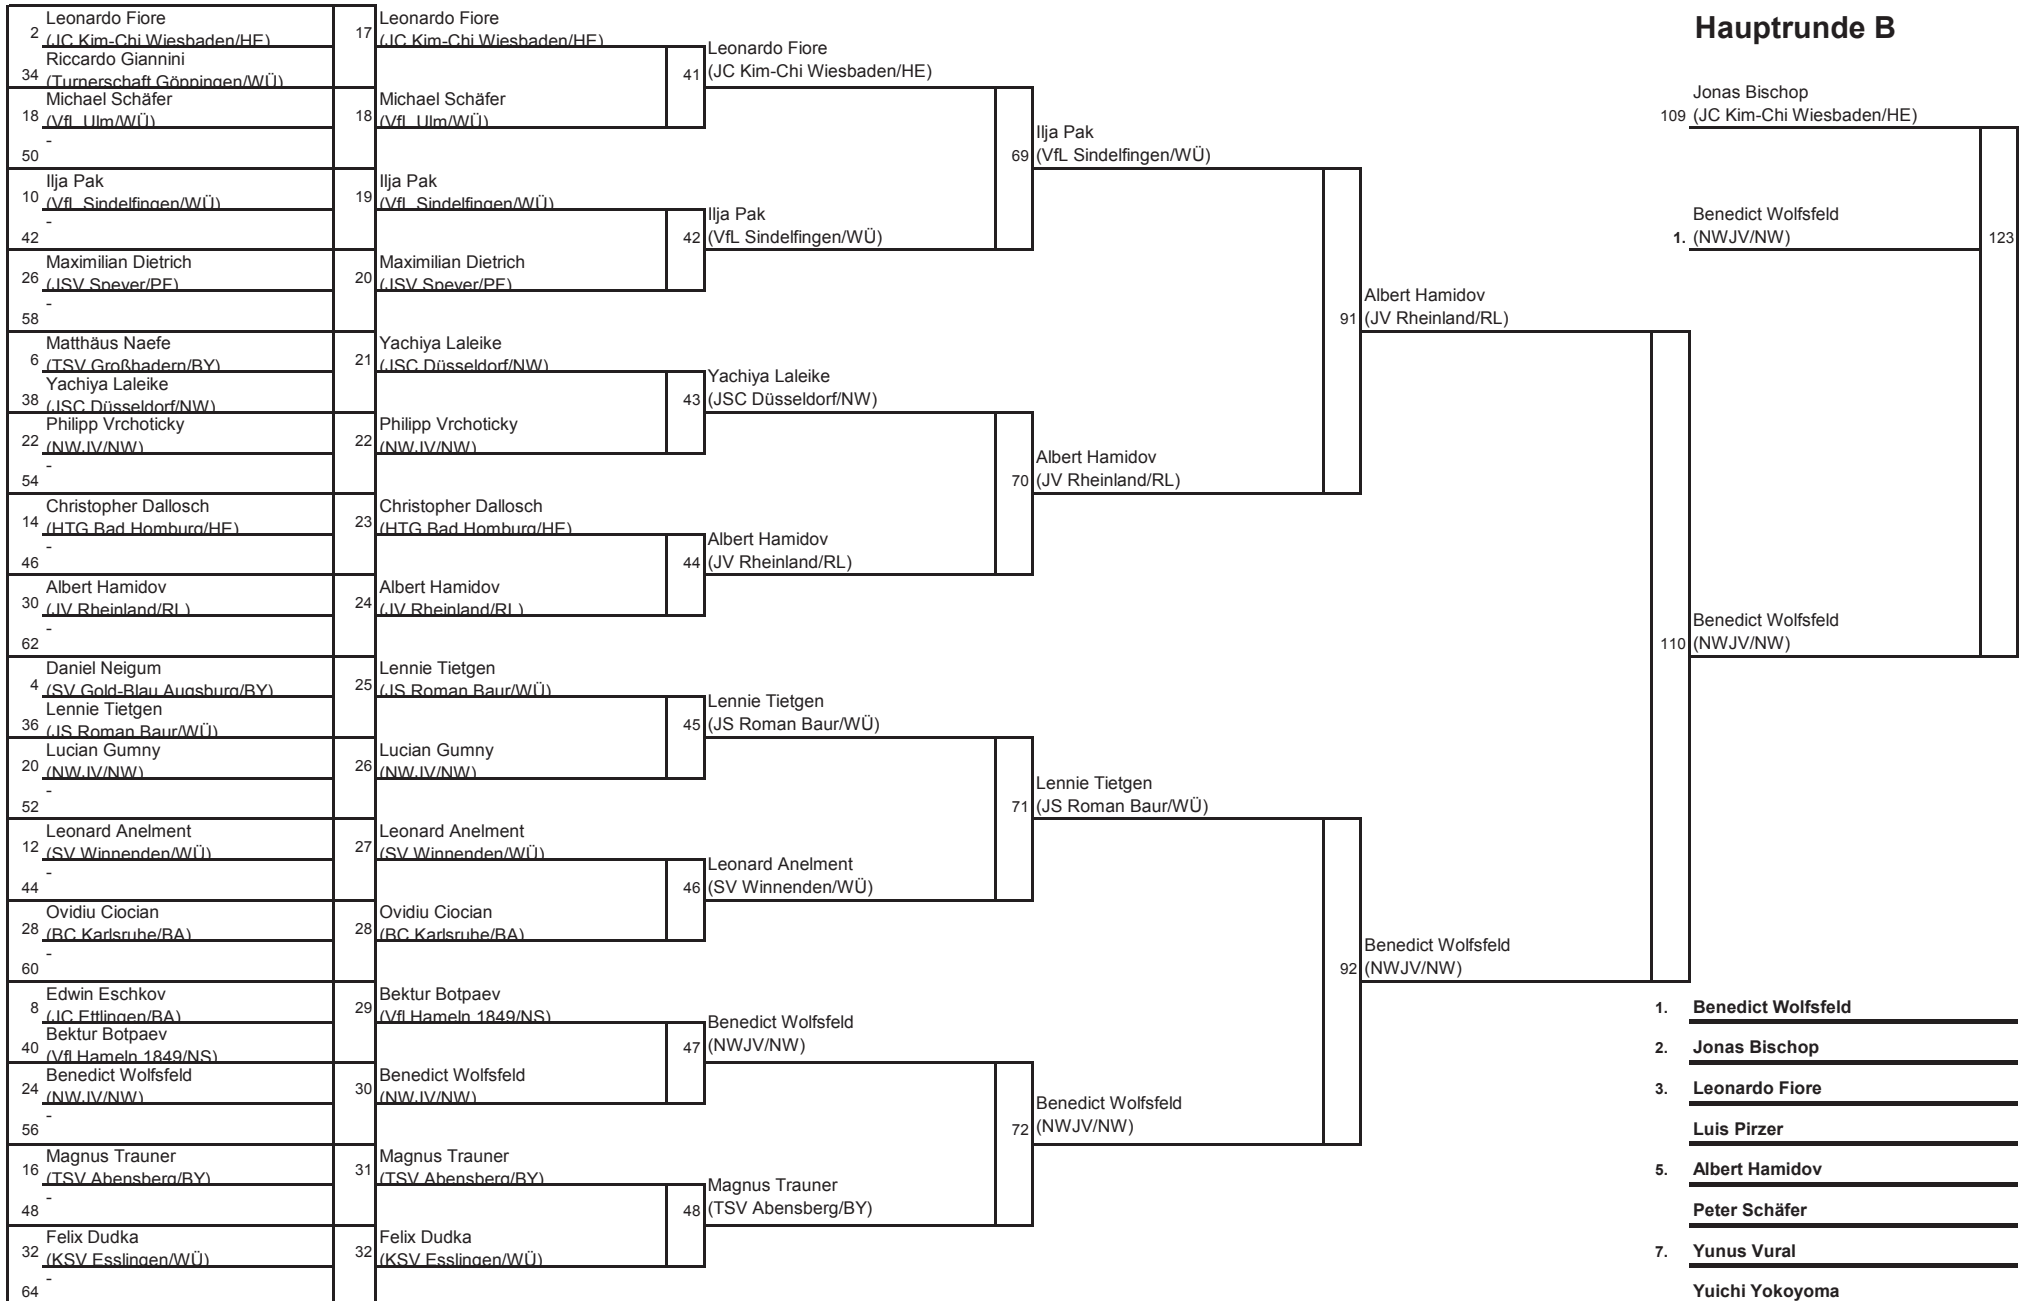 Hauptrunde B
2 Leonardo Fiore
(JC Kim-Chi Wiesbaden/HE)
34 Riccardo Giannini
(Turnerschaft Göppingen/WÜ)
18 Michael Schäfer
(VfL Ulm/WÜ)
50 -
10 Ilja Pak
(VfL Sindelfingen/WÜ)
42 -
26 Maximilian Dietrich
(JSV Speyer/PF)
58 -
6 Matthäus Naefe
(TSV Großhadern/BY)
38 Yachiya Laleike
(JSC Düsseldorf/NW)
22 Philipp Vrchoticky
(NWJV/NW)
54 -
14 Christopher Dallosch
(HTG Bad Homburg/HE)
46 -
30 Albert Hamidov
(JV Rheinland/RL)
62 -
4 Daniel Neigum
(SV Gold-Blau Augsburg/BY)
36 Lennie Tietgen
(JS Roman Baur/WÜ)
20 Lucian Gumny
(NWJV/NW)
52 -
12 Leonard Anelment
(SV Winnenden/WÜ)
44 -
28 Ovidiu Ciocian
(BC Karlsruhe/BA)
60 -
8 Edwin Eschkov
(JC Ettlingen/BA)
40 Bektur Botpaev
(Vfl Hameln 1849/NS)
24 Benedict Wolfsfeld
(NWJV/NW)
56 -
16 Magnus Trauner
(TSV Abensberg/BY)
48 -
32 Felix Dudka
(KSV Esslingen/WÜ)
64 -
17 Leonardo Fiore
(JC Kim-Chi Wiesbaden/HE)
18 Michael Schäfer
(VfL Ulm/WÜ)
19 Ilja Pak
(VfL Sindelfingen/WÜ)
20 Maximilian Dietrich
(JSV Speyer/PF)
21 Yachiya Laleike
(JSC Düsseldorf/NW)
22 Philipp Vrchoticky
(NWJV/NW)
23 Christopher Dallosch
(HTG Bad Homburg/HE)
24 Albert Hamidov
(JV Rheinland/RL)
25 Lennie Tietgen
(JS Roman Baur/WÜ)
26 Lucian Gumny
(NWJV/NW)
27 Leonard Anelment
(SV Winnenden/WÜ)
28 Ovidiu Ciocian
(BC Karlsruhe/BA)
29 Bektur Botpaev
(Vfl Hameln 1849/NS)
30 Benedict Wolfsfeld
(NWJV/NW)
31 Magnus Trauner
(TSV Abensberg/BY)
32 Felix Dudka
(KSV Esslingen/WÜ)
41 Leonardo Fiore
(JC Kim-Chi Wiesbaden/HE)
42 Ilja Pak
(VfL Sindelfingen/WÜ)
43 Yachiya Laleike
(JSC Düsseldorf/NW)
44 Albert Hamidov
(JV Rheinland/RL)
45 Lennie Tietgen
(JS Roman Baur/WÜ)
46 Leonard Anelment
(SV Winnenden/WÜ)
47 Benedict Wolfsfeld
(NWJV/NW)
48 Magnus Trauner
(TSV Abensberg/BY)
69 Ilja Pak
(VfL Sindelfingen/WÜ)
70 Albert Hamidov
(JV Rheinland/RL)
71 Lennie Tietgen
(JS Roman Baur/WÜ)
72 Benedict Wolfsfeld
(NWJV/NW)
91 Albert Hamidov
(JV Rheinland/RL)
92 Benedict Wolfsfeld
(NWJV/NW)
109 Jonas Bischop
(JC Kim-Chi Wiesbaden/HE)
1. Benedict Wolfsfeld
(NWJV/NW)
123
110 Benedict Wolfsfeld
(NWJV/NW)
1. Benedict Wolfsfeld
2. Jonas Bischop
3. Leonardo Fiore
Luis Pirzer
5. Albert Hamidov
Peter Schäfer
7. Yunus Vural
Yuichi Yokoyoma